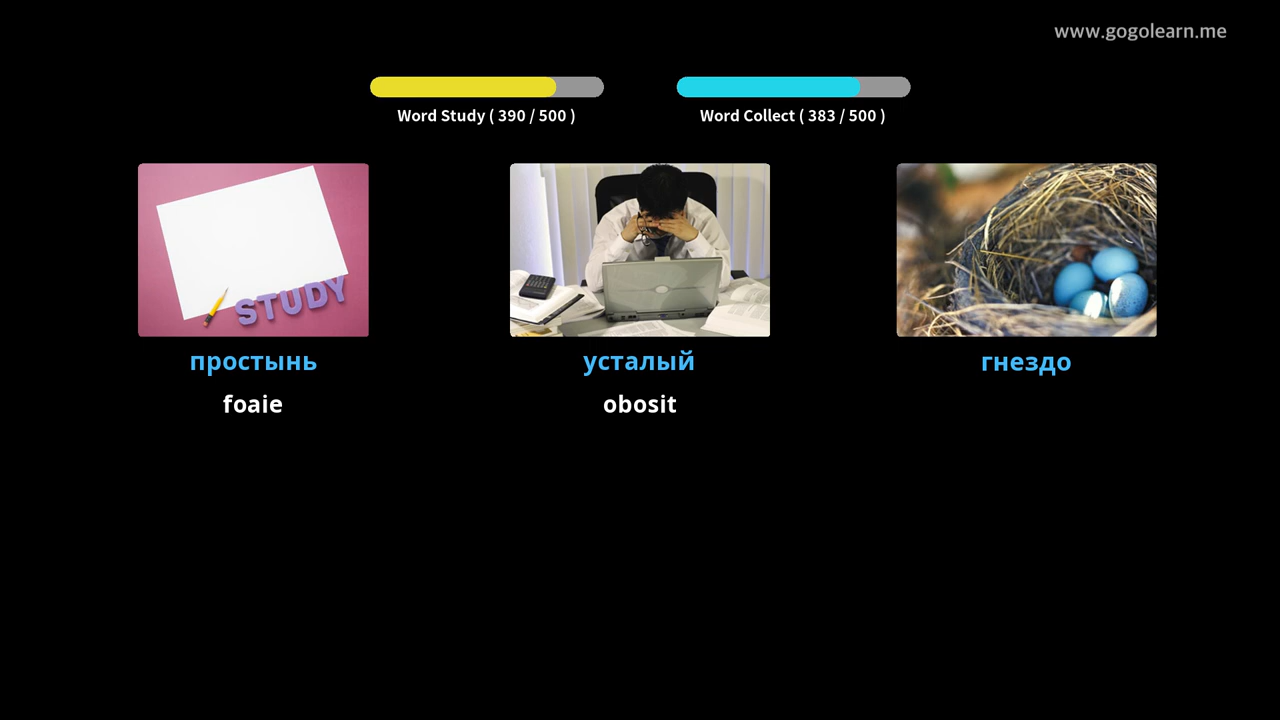 www.gogolearn.me
Word Study ( 390 / 500 )
Word Collect ( 383 / 500 )
STUDY
простынь
усталый
гнездо
foaie
obosit